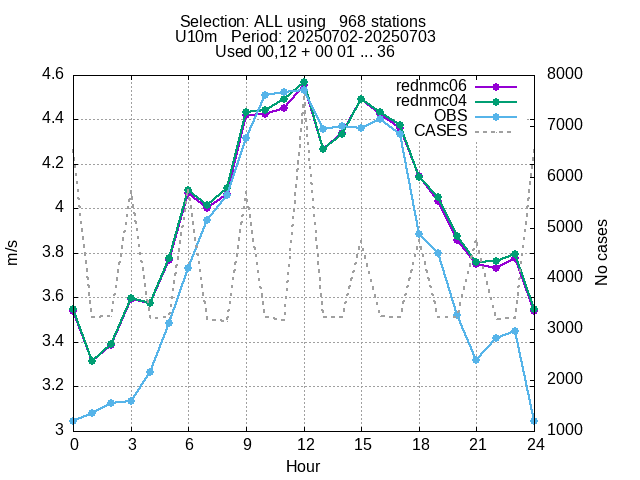 Selection: ALL using   968 stations
U10m   Period: 20250702-20250703
Used 00,12 + 00 01 ... 36
rednmc06
rednmc04
OBS
CASES
4.6
4.4
4.2
4
3.8
3.6
3.4
3.2
3
m/s
8000
7000
6000
5000
4000
3000
2000
1000
No cases
0 3 6 9 12 15 18 21 24
Hour